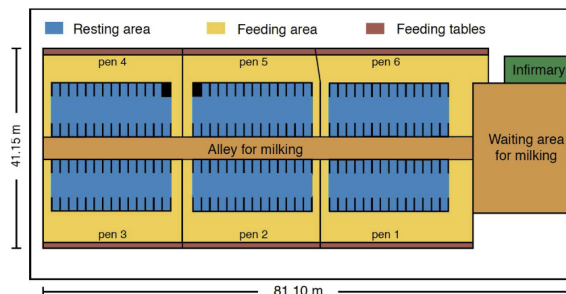 Resting area
Feeding area
Feeding tables
pen 4
pen 5
pen 6
Infirmary
Alley for milking
Waiting area
for milking
41.15 m
pen 3
pen 2
pen 1
81.10 m